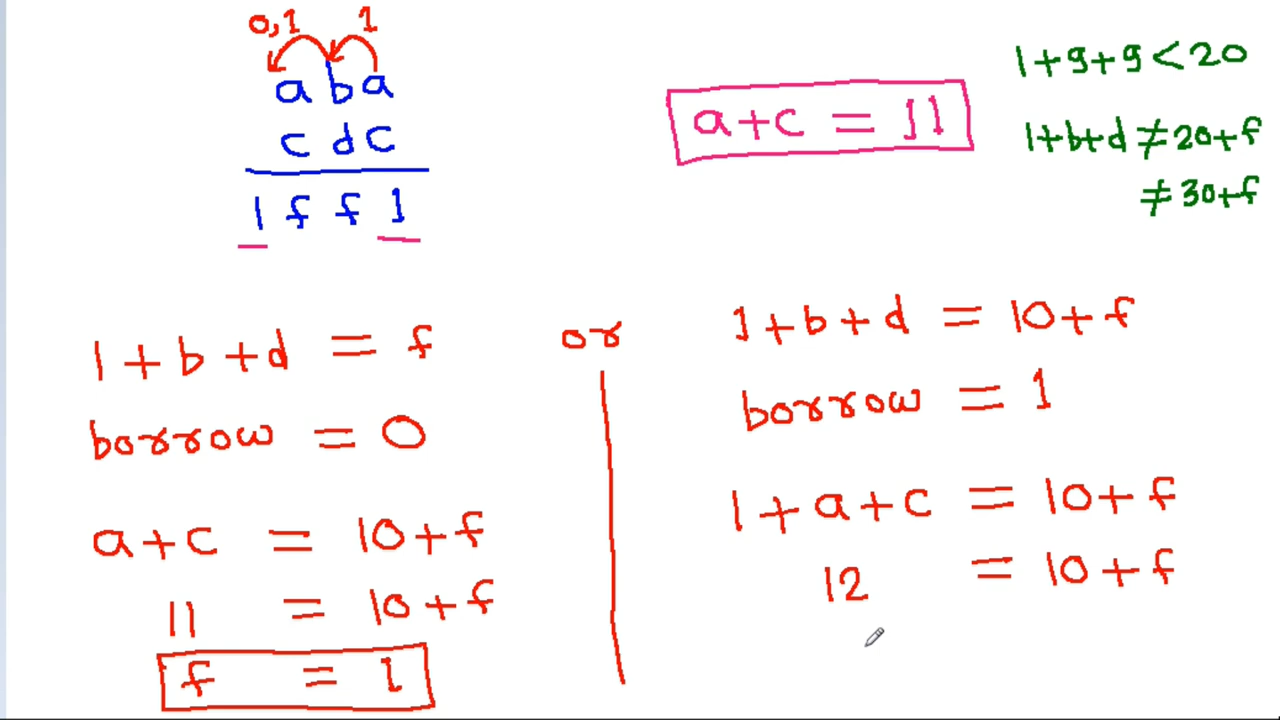 0,1 1
a b a
c d c
1 f f 1
a+c = 11
1+9+9 < 20
1+b+d ≠ 20+f
≠ 30+f
1+b+d = f
borrow = 0
a+c = 10+f
11 = 10+f
f = 1
or
1+b+d = 10+f
borrow = 1
1+a+c = 10+f
12 = 10+f